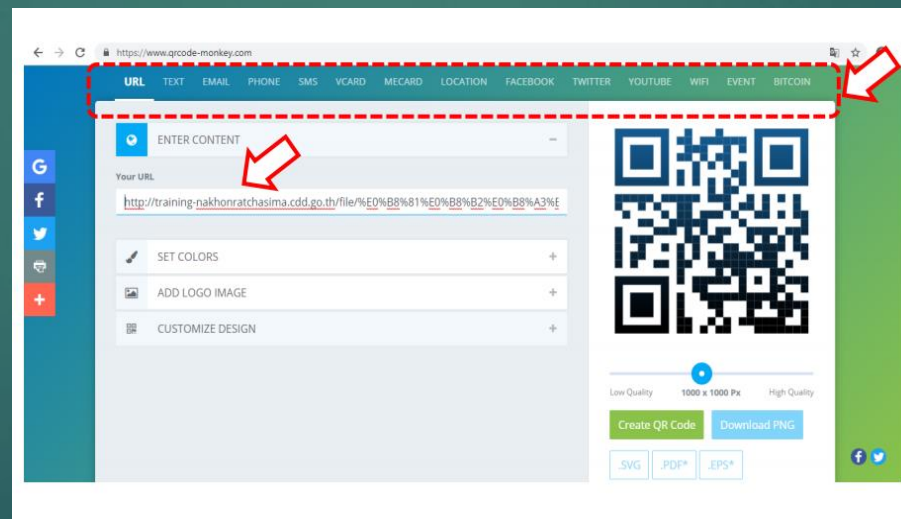 https://www.qrcode-monkey.com
URL TEXT EMAIL PHONE SMS VCARD MECARD LOCATION FACEBOOK TWITTER YOUTUBE WIFI EVENT BITCOIN
ENTER CONTENT
Your URL
http://training-nakhonratchasima.cdd.go.th/file/%E0%B8%81%E0%B8%B2%E0%B8%A3%E
SET COLORS
ADD LOGO IMAGE
CUSTOMIZE DESIGN
Low Quality 1000 x 1000 Px High Quality
Create QR Code Download PNG
.SVG .PDF* .EPS*